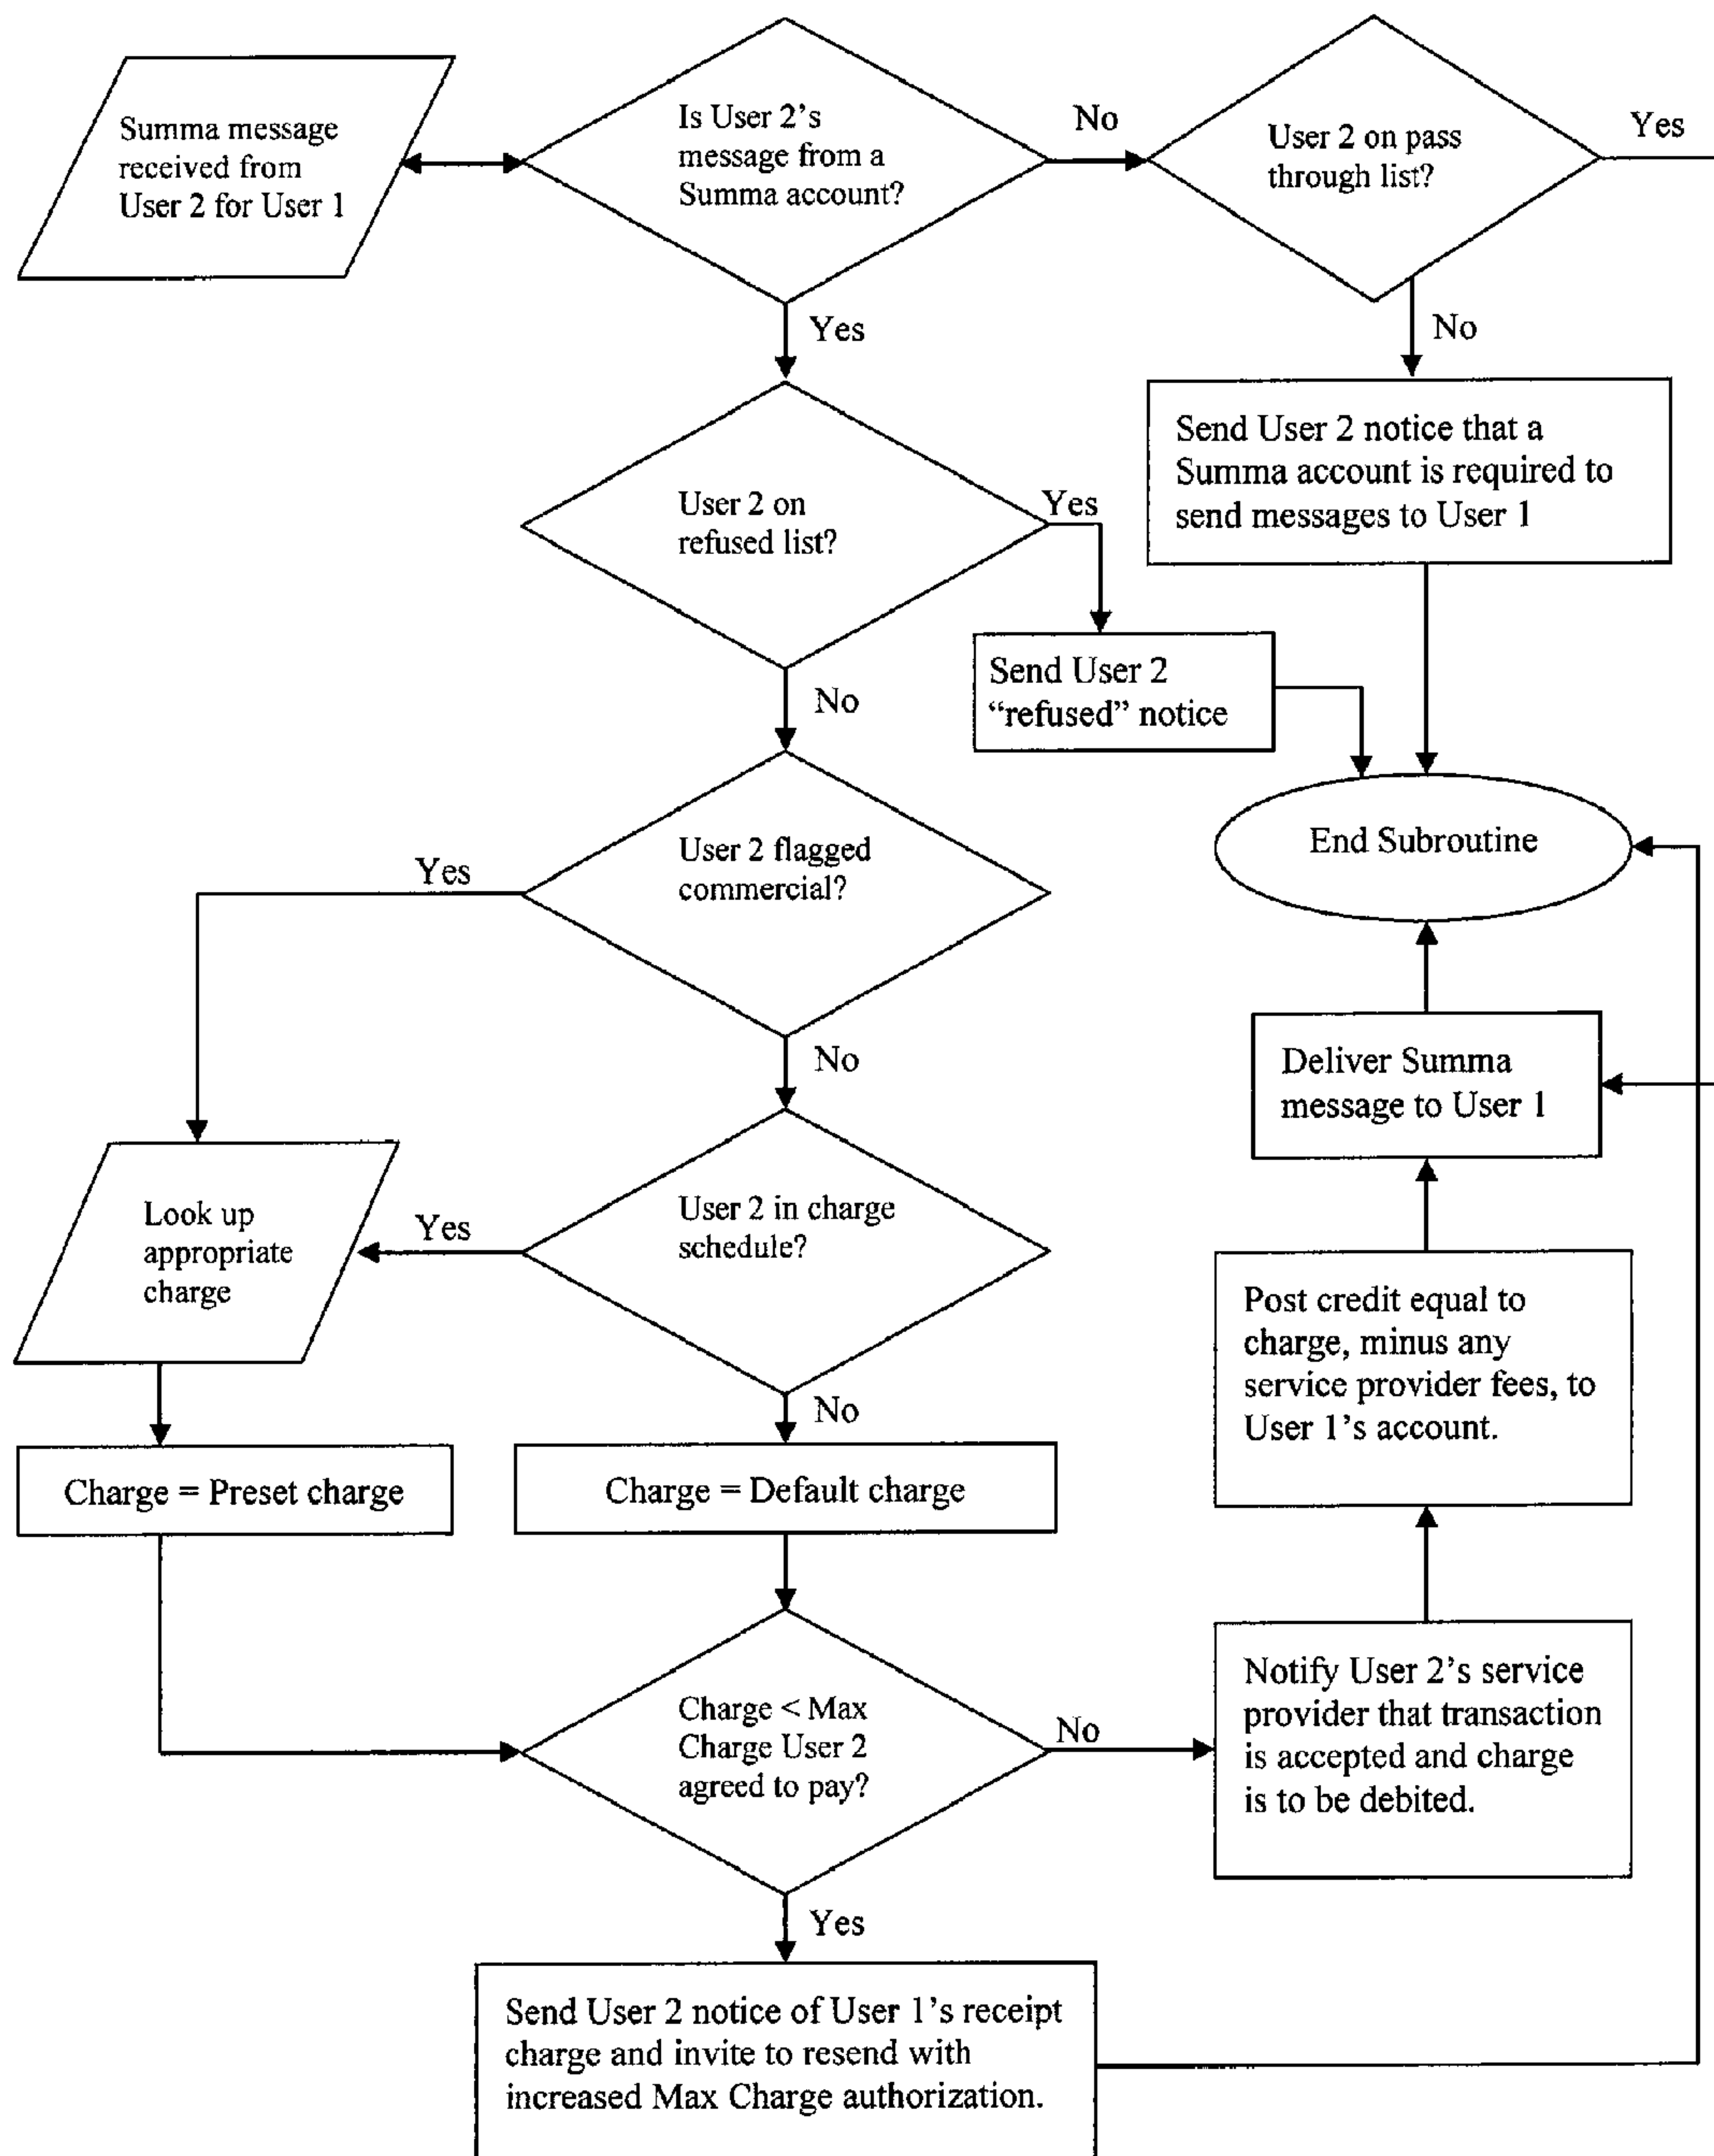 Summa message
received from
User 2 for User 1
Is User 2's
message from a
Summa account?
No
User 2 on pass
through list?
Yes
Yes
No
Send User 2 notice that a
Summa account is required to
send messages to User 1
User 2 on
refused list?
Yes
Send User 2
“refused” notice
No
End Subroutine
User 2 flagged
commercial?
Yes
No
Deliver Summa
message to User 1
Look up
appropriate
charge
Yes
User 2 in charge
schedule?
Post credit equal to
charge, minus any
service provider fees, to
User 1's account.
No
Charge = Preset charge
Charge = Default charge
Charge < Max
Charge User 2
agreed to pay?
No
Notify User 2's service
provider that transaction
is accepted and charge
is to be debited.
Yes
Send User 2 notice of User 1's receipt
charge and invite to resend with
increased Max Charge authorization.